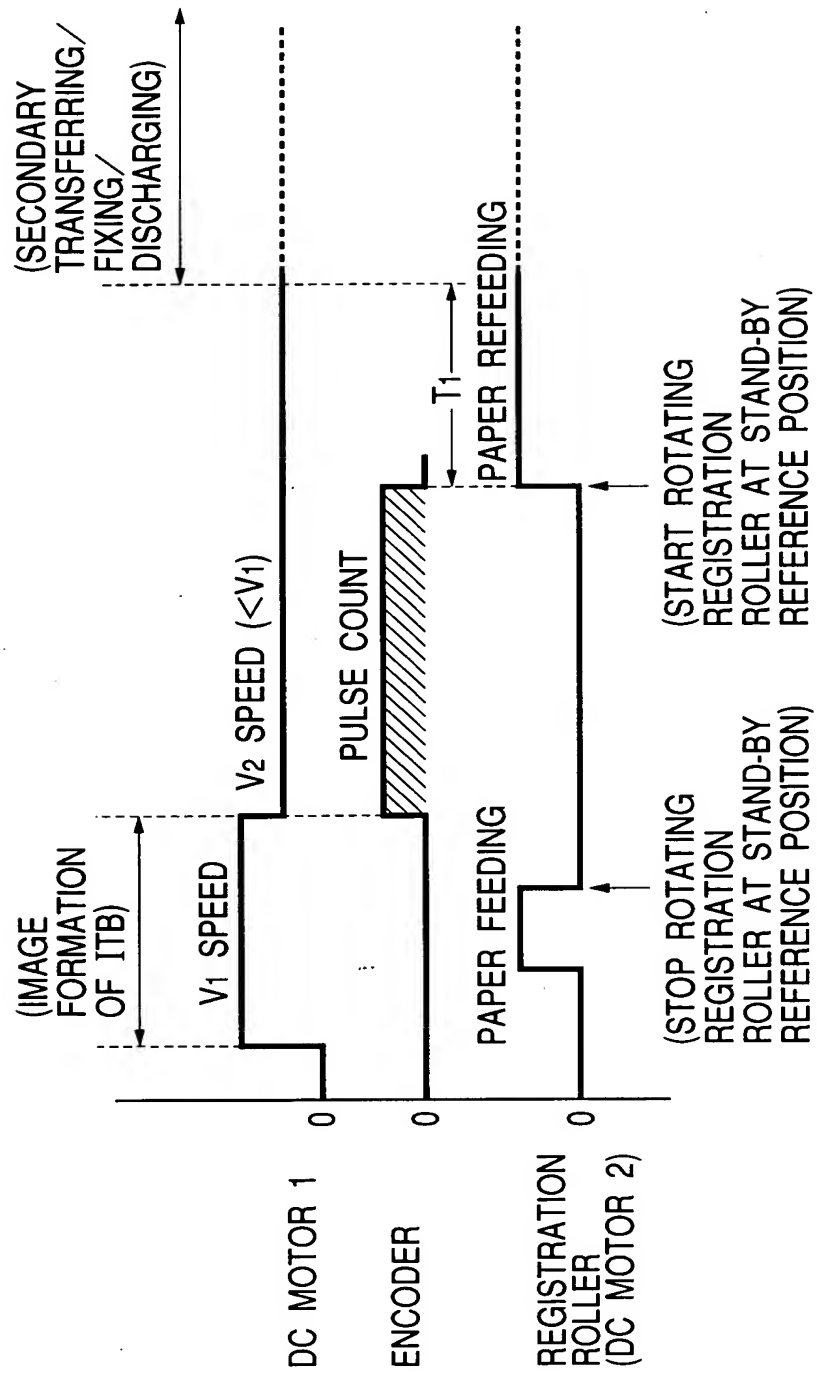 (IMAGE
FORMATION
OF ITB)
(SECONDARY
TRANSFERRING/
FIXING/
DISCHARGING)
DC MOTOR 1
0
V1 SPEED
V2 SPEED (<V1)
ENCODER
0
PULSE COUNT
T1
REGISTRATION
ROLLER
(DC MOTOR 2)
0
PAPER FEEDING
PAPER REFEEDING
(STOP ROTATING
REGISTRATION
ROLLER AT STAND-BY
REFERENCE POSITION)
(START ROTATING
REGISTRATION
ROLLER AT STAND-BY
REFERENCE POSITION)